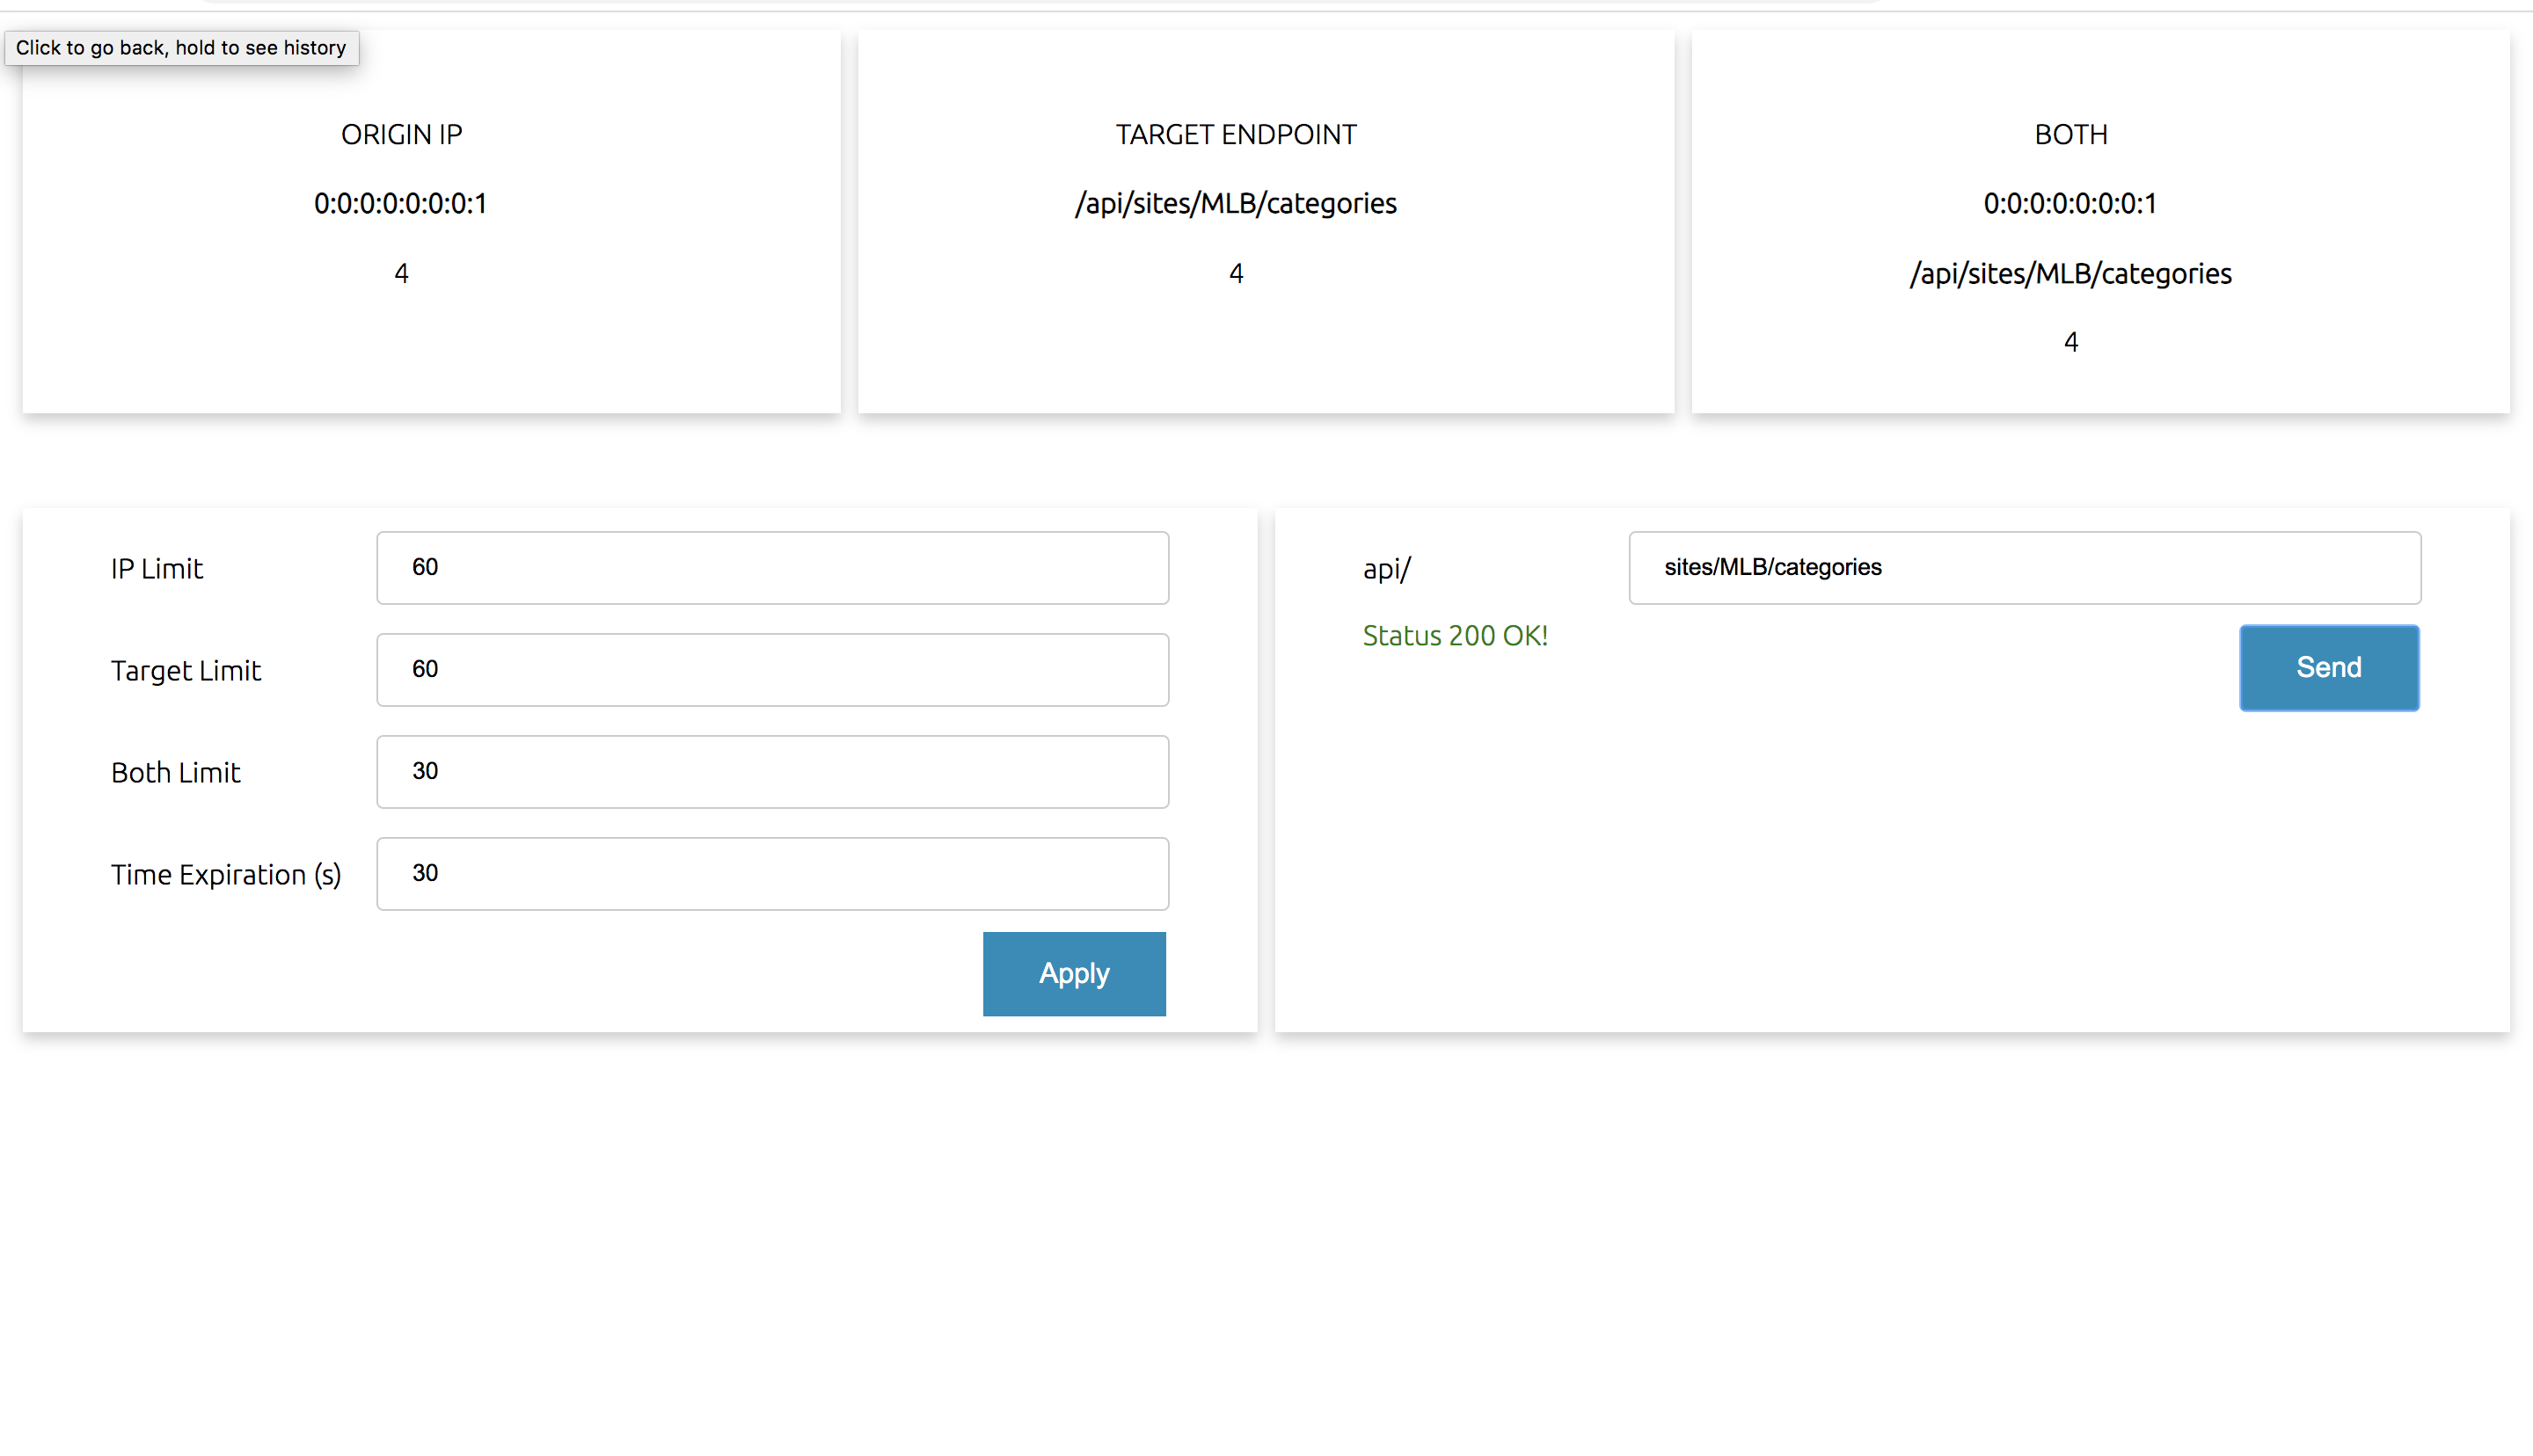 Click to go back, hold to see history
ORIGIN IP
0:0:0:0:0:0:0:1
4
TARGET ENDPOINT
/api/sites/MLB/categories
4
BOTH
0:0:0:0:0:0:0:1
/api/sites/MLB/categories
4
IP Limit 60
Target Limit 60
Both Limit 30
Time Expiration (s) 30
Apply
api/ sites/MLB/categories
Status 200 OK!
Send